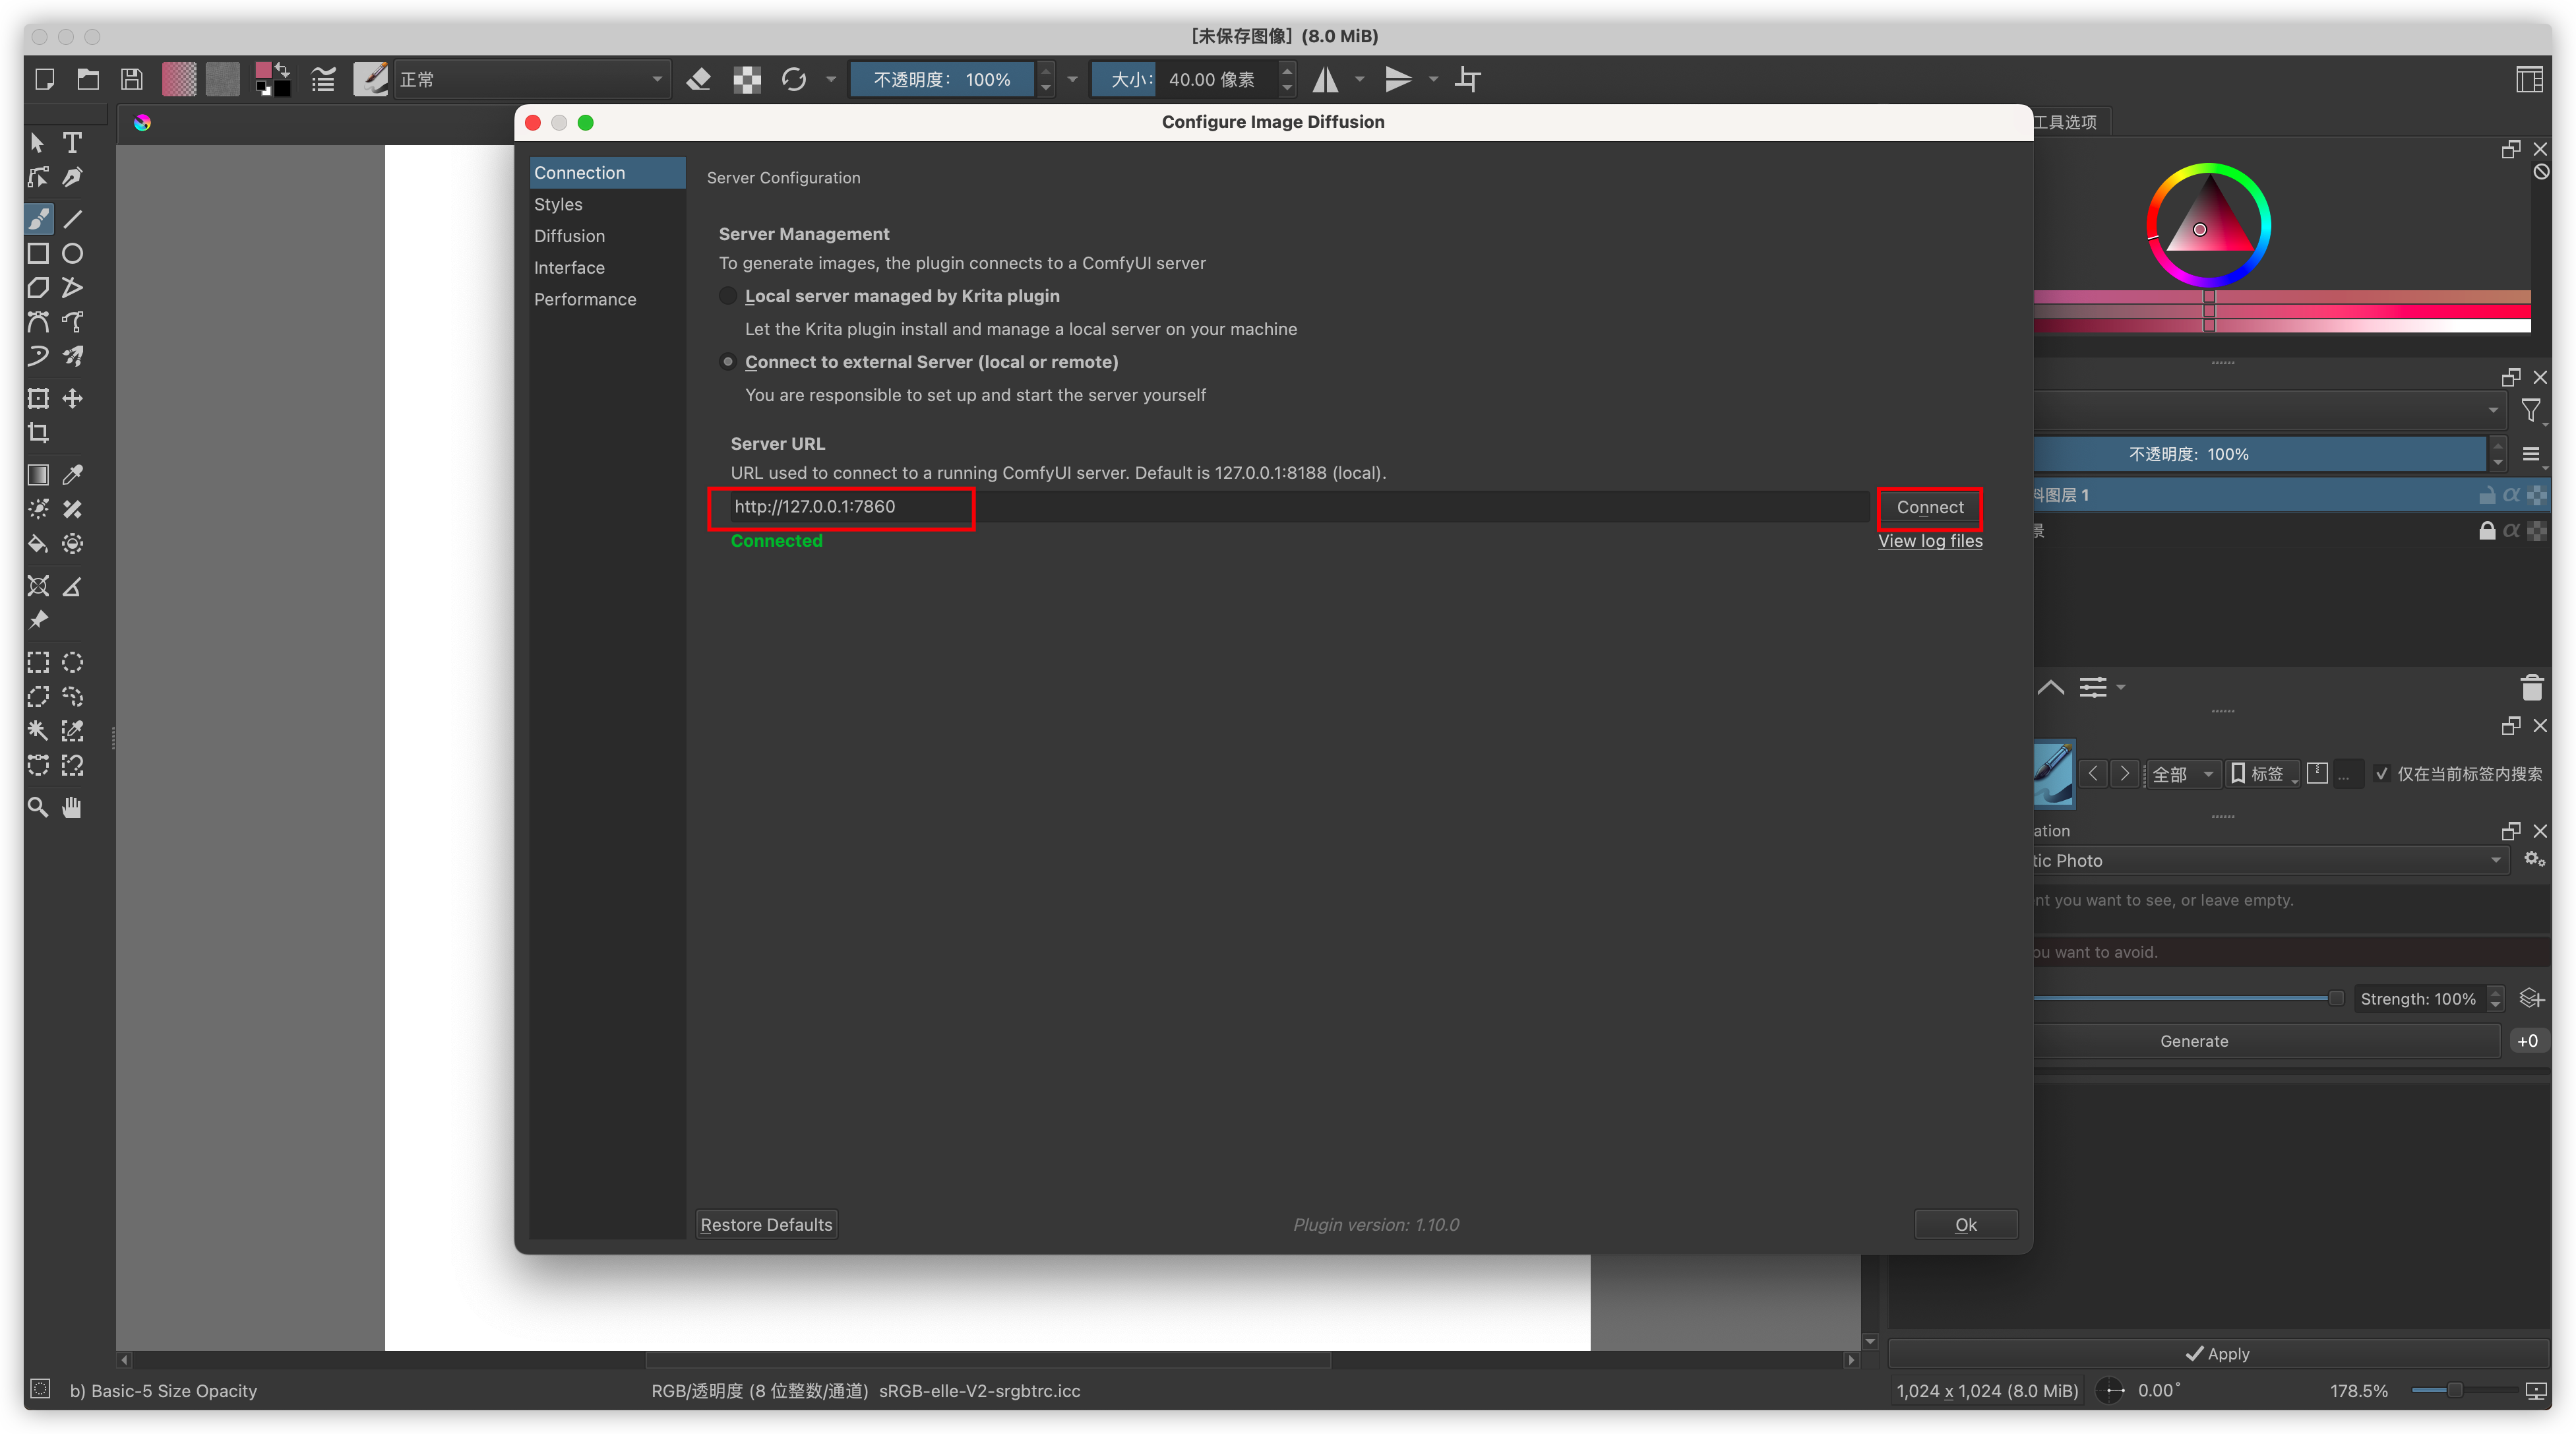 [未保存图像] (8.0 MiB)
正常
不透明度: 100%
大小: 40.00 像素
Configure Image Diffusion
工具选项
Connection
Styles
Diffusion
Interface
Performance
Server Configuration
Server Management
To generate images, the plugin connects to a ComfyUI server
Local server managed by Krita plugin
Let the Krita plugin install and manage a local server on your machine
Connect to external Server (local or remote)
You are responsible to set up and start the server yourself
Server URL
URL used to connect to a running ComfyUI server. Default is 127.0.0.1:8188 (local).
http://127.0.0.1:7860
Connect
Connected
View log files
Restore Defaults
Plugin version: 1.10.0
Ok
不透明度: 100%
料图层 1
景
全部
标签
...
仅在当前标签内搜索
ation
tic Photo
nt you want to see, or leave empty.
ou want to avoid.
Strength: 100%
Generate
+0
Apply
b) Basic-5 Size Opacity
RGB/透明度 (8 位整数/通道) sRGB-elle-V2-srgbtrc.icc
1,024 x 1,024 (8.0 MiB)
0.00°
178.5%